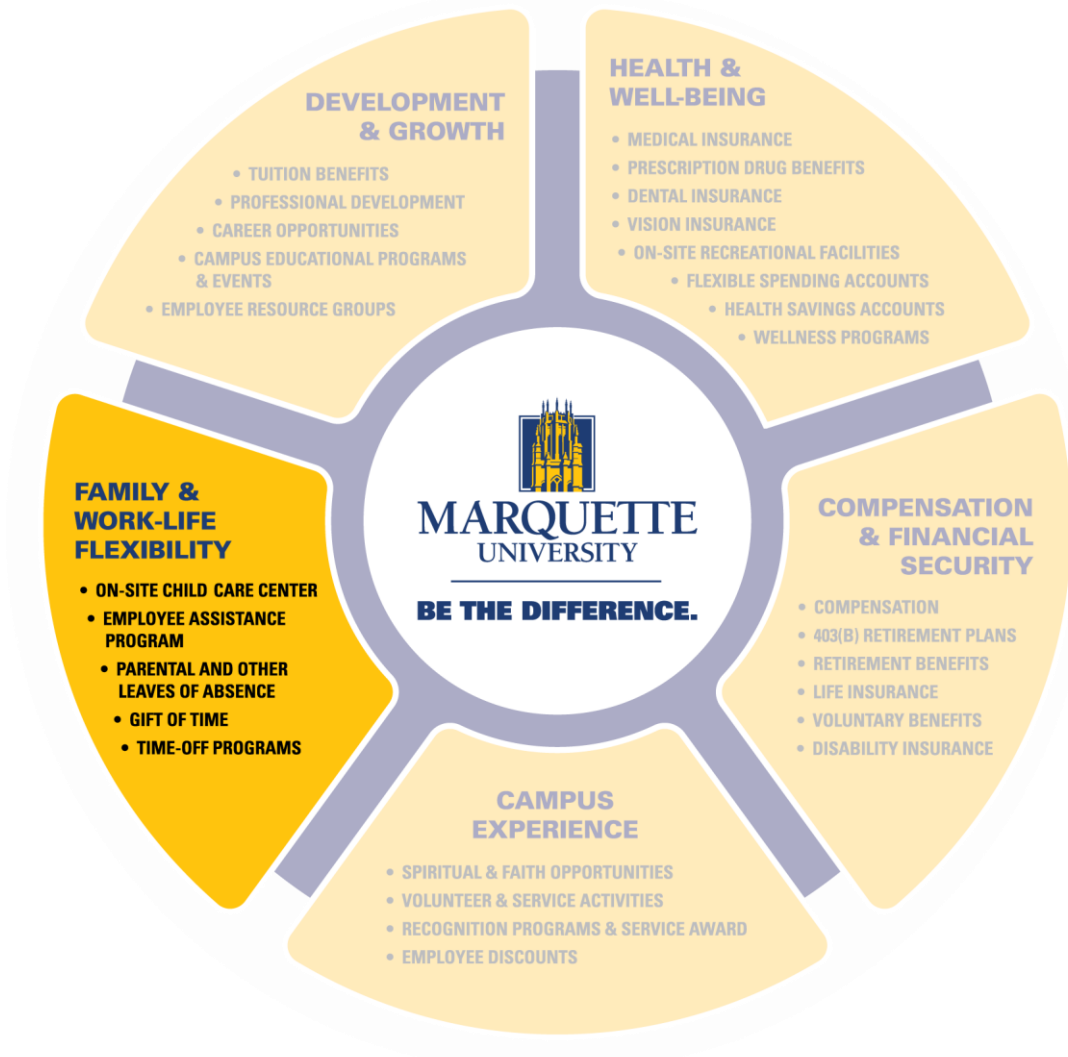 DEVELOPMENT
& GROWTH
• TUITION BENEFITS
• PROFESSIONAL DEVELOPMENT
• CAREER OPPORTUNITIES
• CAMPUS EDUCATIONAL PROGRAMS
& EVENTS
• EMPLOYEE RESOURCE GROUPS
HEALTH &
WELL-BEING
• MEDICAL INSURANCE
• PRESCRIPTION DRUG BENEFITS
• DENTAL INSURANCE
• VISION INSURANCE
• ON-SITE RECREATIONAL FACILITIES
• FLEXIBLE SPENDING ACCOUNTS
• HEALTH SAVINGS ACCOUNTS
• WELLNESS PROGRAMS
FAMILY &
WORK-LIFE
FLEXIBILITY
• ON-SITE CHILD CARE CENTER
• EMPLOYEE ASSISTANCE
PROGRAM
• PARENTAL AND OTHER
LEAVES OF ABSENCE
• GIFT OF TIME
• TIME-OFF PROGRAMS
MARQUETTE
UNIVERSITY
BE THE DIFFERENCE.
COMPENSATION
& FINANCIAL
SECURITY
• COMPENSATION
• 403(B) RETIREMENT PLANS
• RETIREMENT BENEFITS
• LIFE INSURANCE
• VOLUNTARY BENEFITS
• DISABILITY INSURANCE
CAMPUS
EXPERIENCE
• SPIRITUAL & FAITH OPPORTUNITIES
• VOLUNTEER & SERVICE ACTIVITIES
• RECOGNITION PROGRAMS & SERVICE AWARD
• EMPLOYEE DISCOUNTS